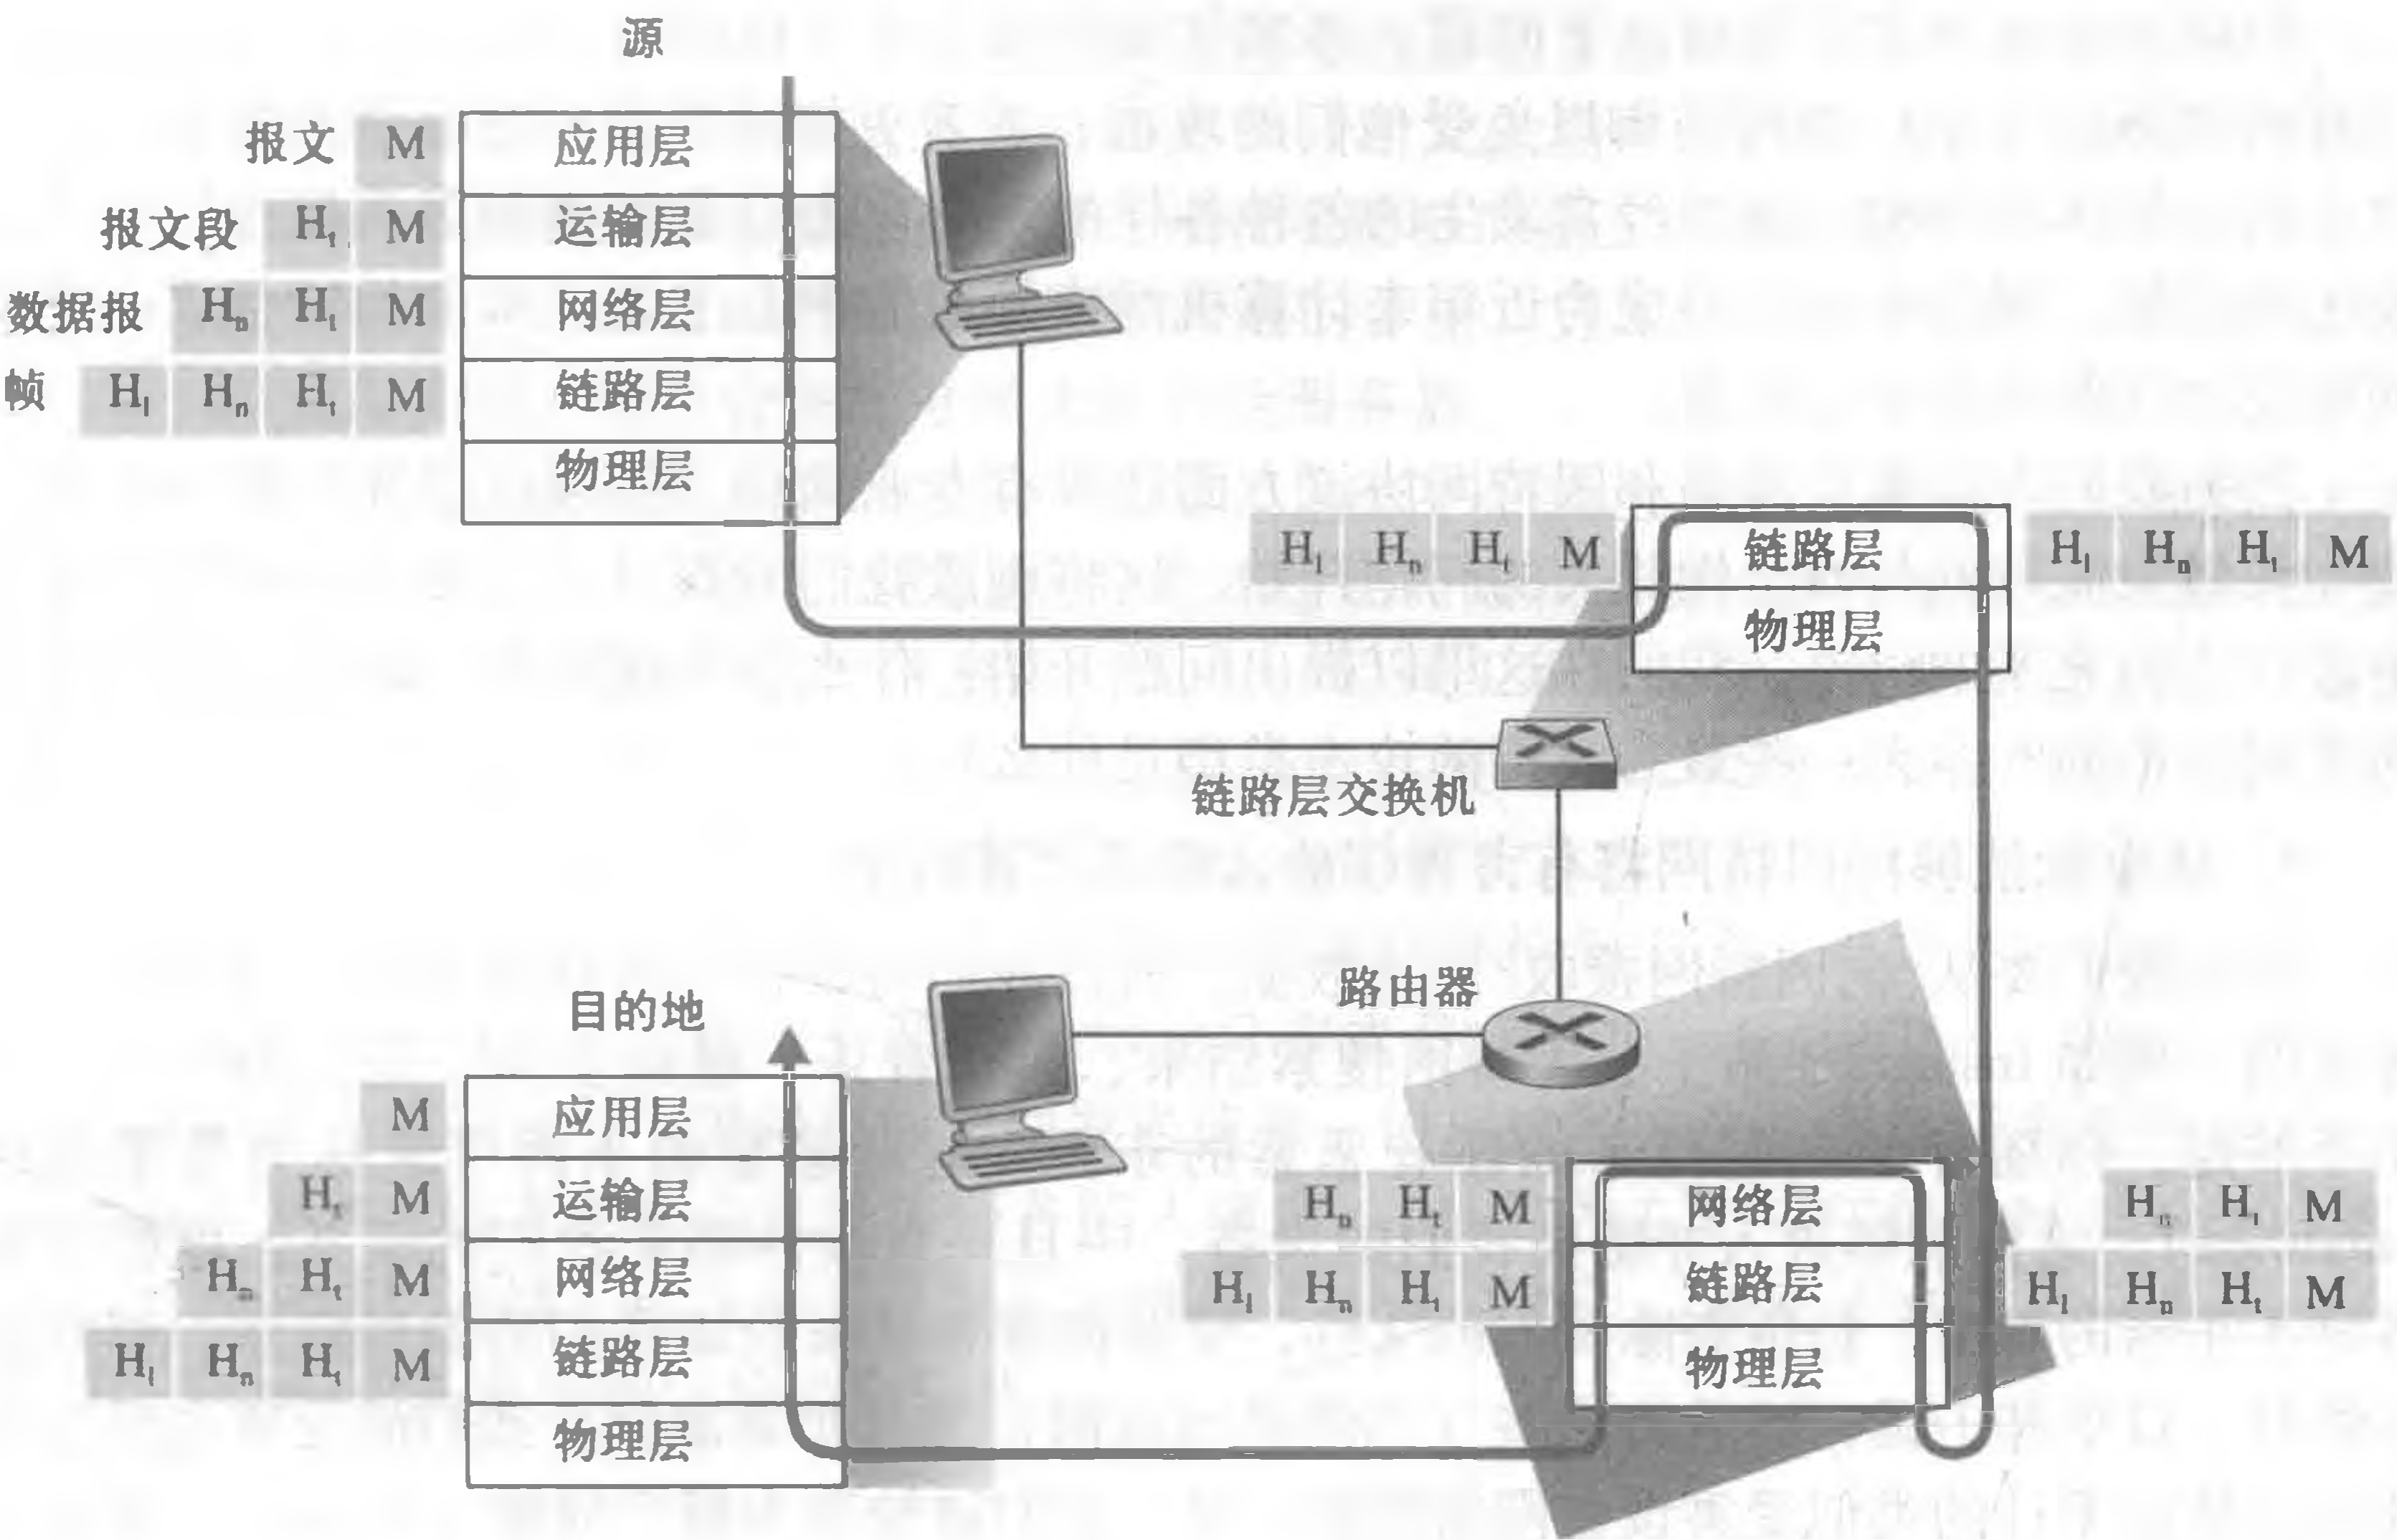 源
报文 M 应用层
报文段 Ht M 运输层
数据报 Hn Ht M 网络层
帧 Hl Hn Ht M 链路层
物理层
Hl Hn Ht M 链路层 Hl Hn Ht M
物理层
链路层交换机
路由器
目的地
M 应用层
Ht M 运输层
Hn Ht M 网络层
Hl Hn Ht M 链路层
物理层
Hn Ht M 网络层 Hn Ht M
Hl Hn Ht M 链路层 Hl Hn Ht M
物理层